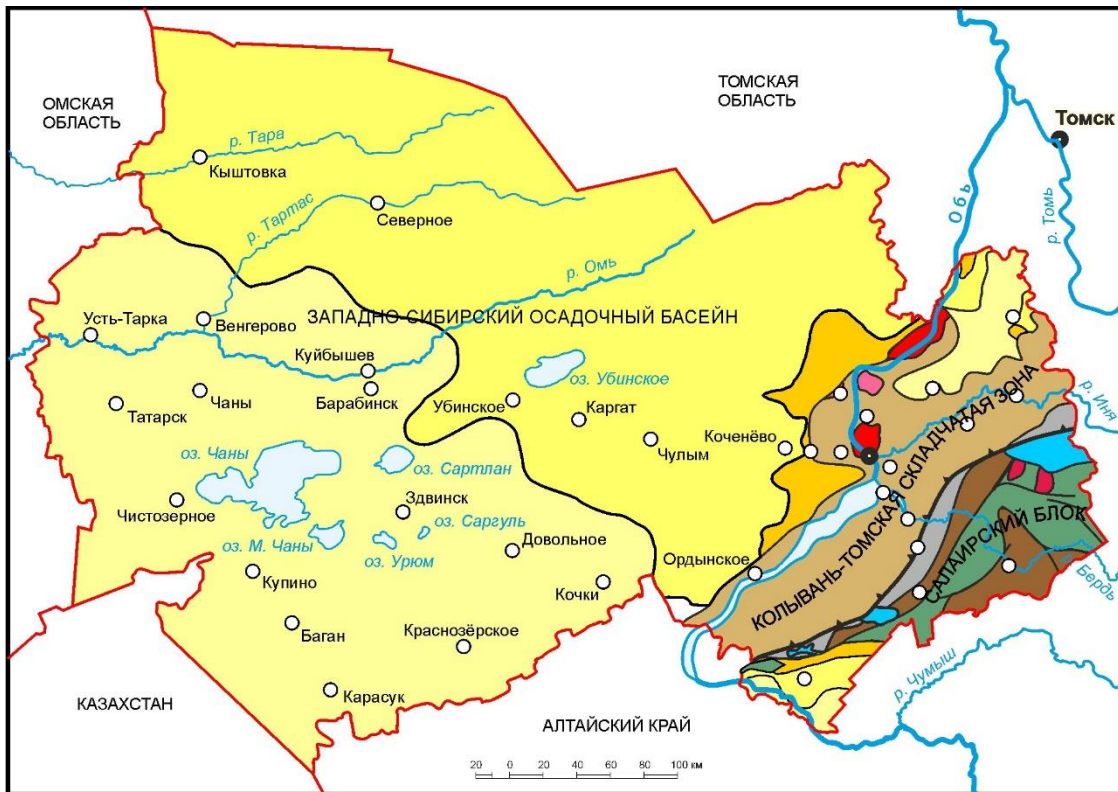 ОМСКАЯ
ОБЛАСТЬ
ТОМСКАЯ
ОБЛАСТЬ
Томск
р. Тара
Кыштовка
р. Тартас
Северное
Обь
р. Томь
р. Омь
Усть-Тарка
Венгерово
ЗАПАДНО-СИБИРСКИЙ ОСАДОЧНЫЙ БАСЕЙН
Куйбышев
оз. Убинское
Чаны
Барабинск
Татарск
Убинское
Каргат
р. Иня
Коченёво
Чулым
оз. Чаны
оз. Сартлан
Чистозерное
Здвинск
оз. Саргуль
оз. М. Чаны
оз. Урюм
Довольное
Ордынское
КОЛЫВАНЬ-ТОМСКАЯ СКЛАДЧАТАЯ ЗОНА
САЛАИРСКИЙ БЛОК
р. Бердь
Купино
Кочки
Баган
Краснозёрское
Карасук
р. Чумыш
КАЗАХСТАН
АЛТАЙСКИЙ КРАЙ
20 0 20 40 60 80 100 км